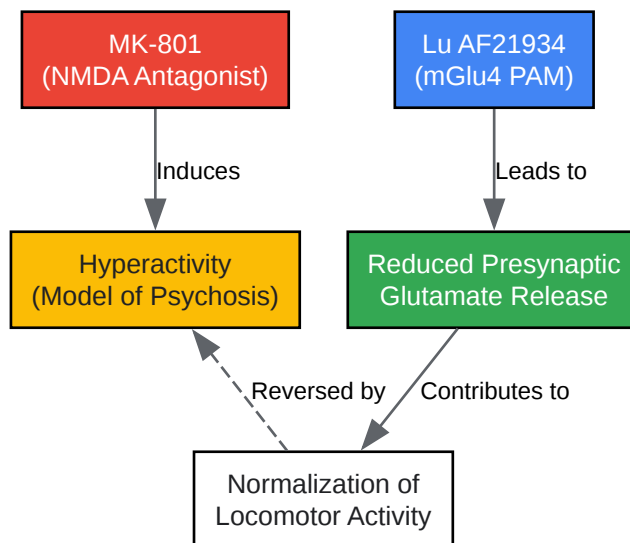 MK-801
(NMDA Antagonist)
Lu AF21934
(mGlu4 PAM)
Induces
Leads to
Hyperactivity
(Model of Psychosis)
Reduced Presynaptic
Glutamate Release
Reversed by
Contributes to
Normalization of
Locomotor Activity